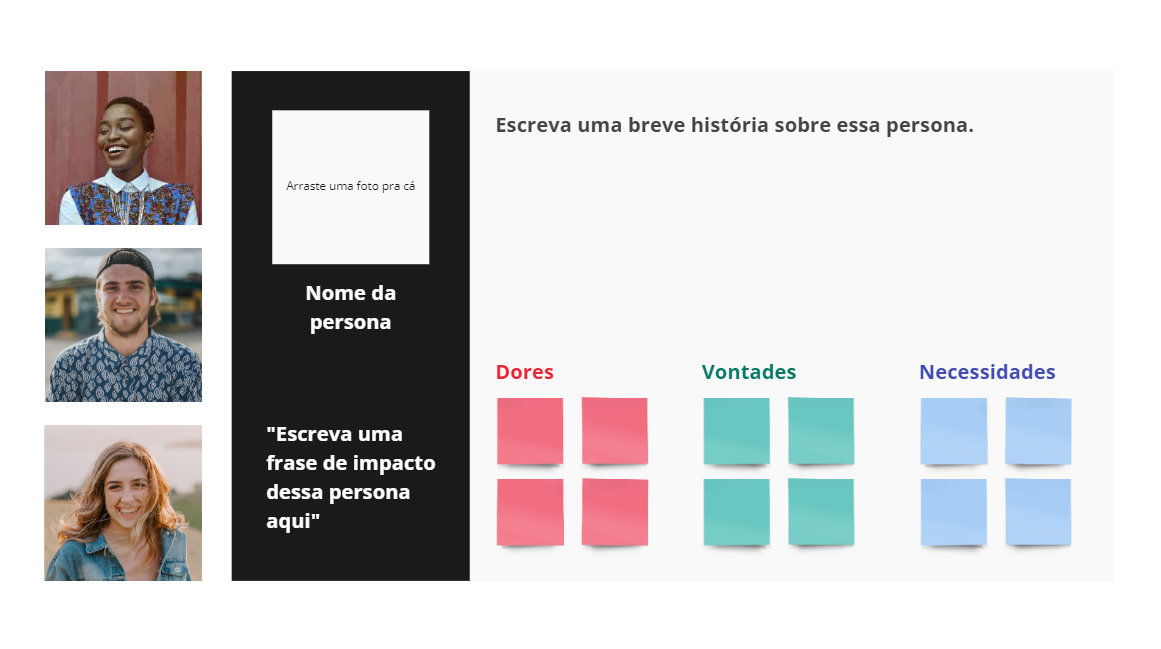 Arraste uma foto pra cá
Nome da
persona
"Escreva uma
frase de impacto
dessa persona
aqui"
Escreva uma breve história sobre essa persona.
Dores
Vontades
Necessidades